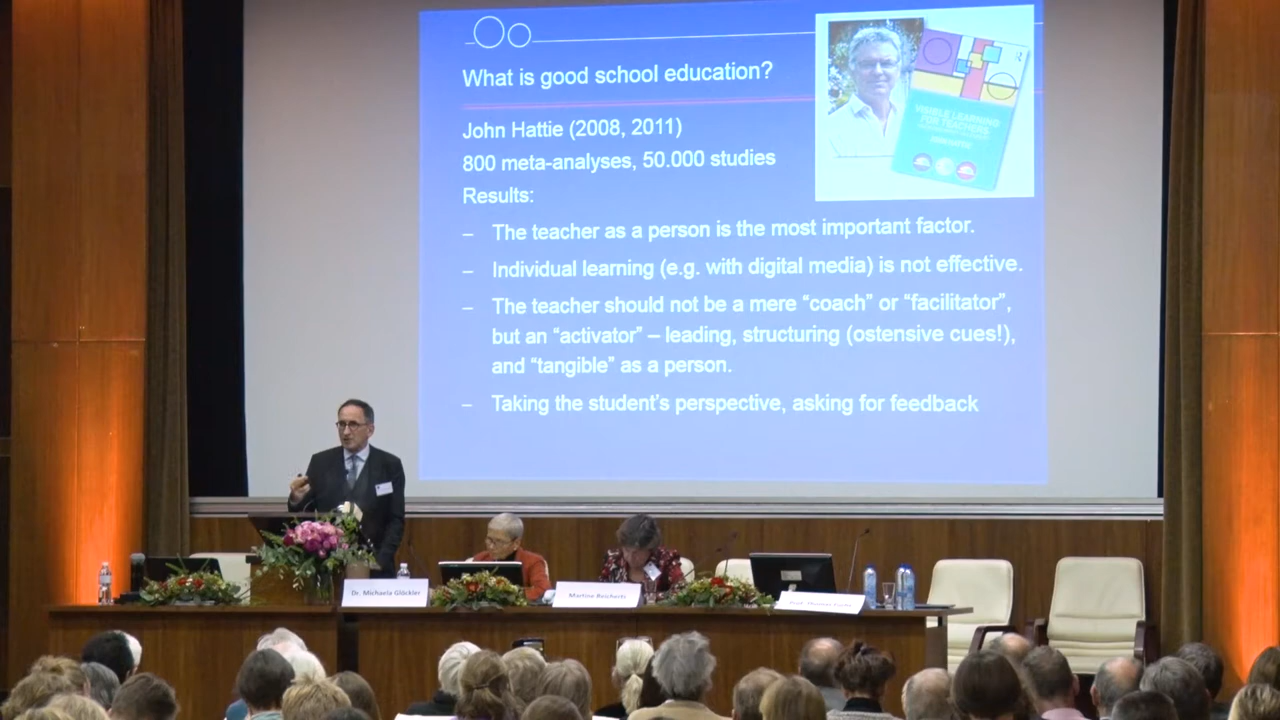 What is good school education?
John Hattie (2008, 2011)
800 meta-analyses, 50.000 studies
Results:
– The teacher as a person is the most important factor.
– Individual learning (e.g. with digital media) is not effective.
– The teacher should not be a mere “coach” or “facilitator”,
but an “activator” – leading, structuring (ostensive cues!),
and “tangible” as a person.
– Taking the student’s perspective, asking for feedback
VISIBLE LEARNING
FOR TEACHERS
Dr. Michaela Glöckler
Martina Reicherts